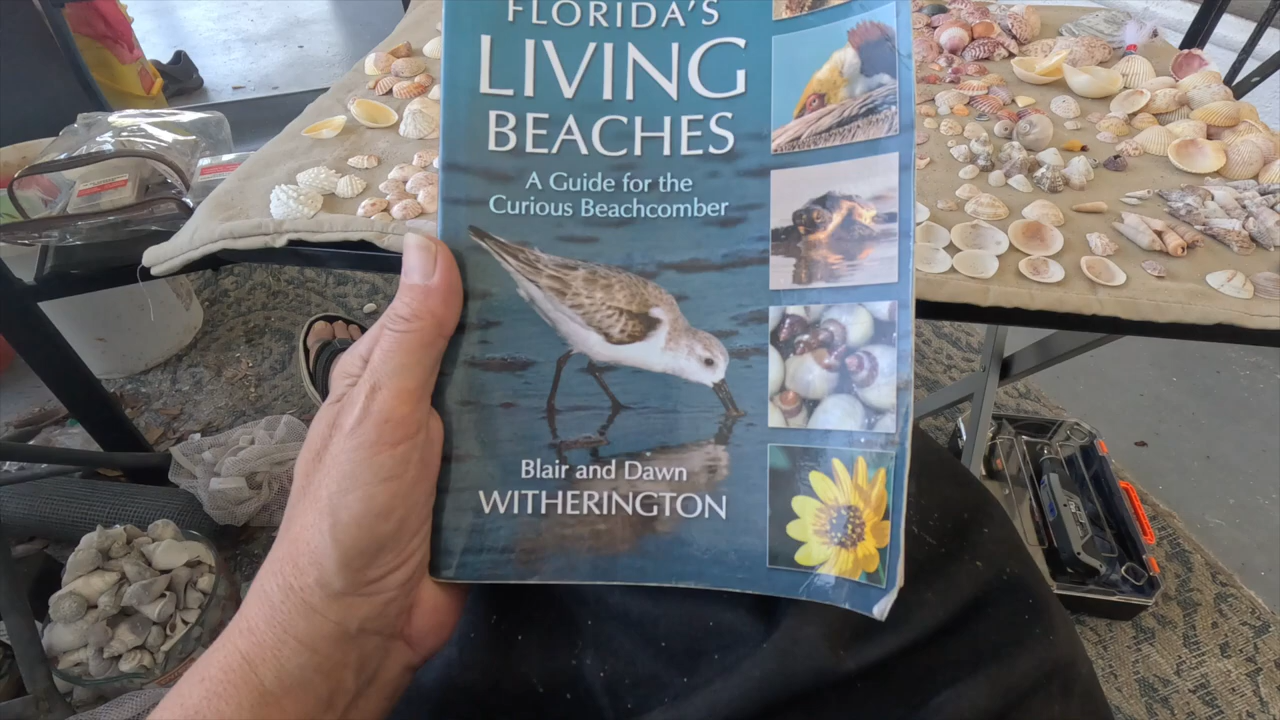 FLORIDA'S
LIVING
BEACHES
A Guide for the
Curious Beachcomber
Blair and Dawn
WITHERINGTON